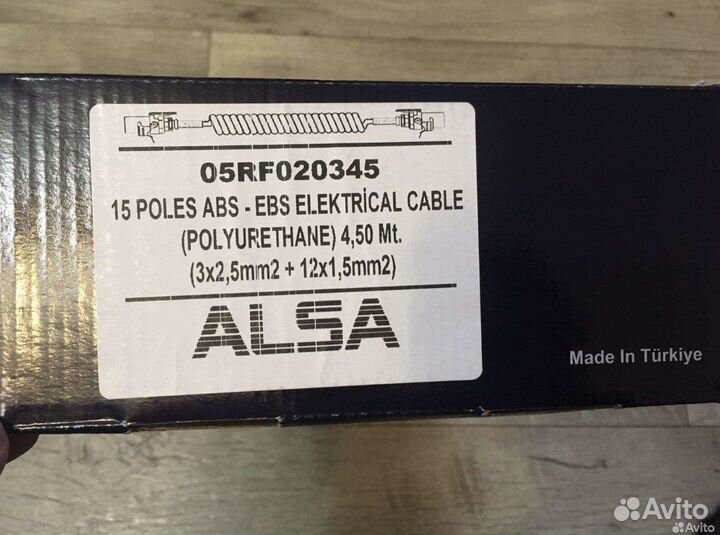 05RF020345
15 POLES ABS - EBS ELEKTRİCAL CABLE
(POLYURETHANE) 4,50 Mt.
(3x2,5mm2 + 12x1,5mm2)
ALSA
Made In Türkiye
Avito
Avito